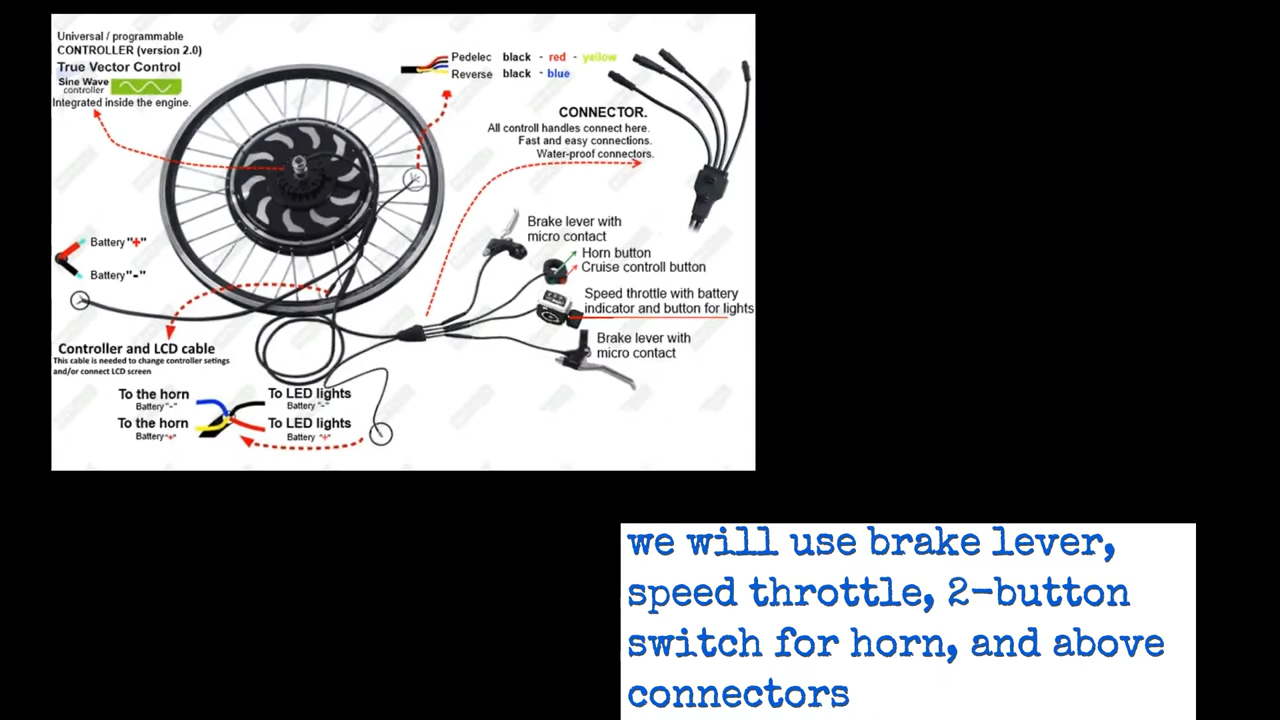 Universal / programmable
CONTROLLER (version 2.0)
True Vector Control
Sine Wave
controller
Integrated inside the engine.
Pedelec black - red - yellow
Reverse black - blue
CONNECTOR.
All controll handles connect here.
Fast and easy connections.
Water-proof connectors.
Brake lever with
micro contact
Horn button
Cruise controll button
Battery "+"
Battery "-"
Speed throttle with battery
indicator and button for lights
Brake lever with
micro contact
Controller and LCD cable
This cable is needed to change controller setings
and/or connect LCD screen
To the horn
Battery "-"
To LED lights
Battery "-"
To the horn
Battery "+"
To LED lights
Battery "+"
we will use brake lever,
speed throttle, 2-button
switch for horn, and above
connectors